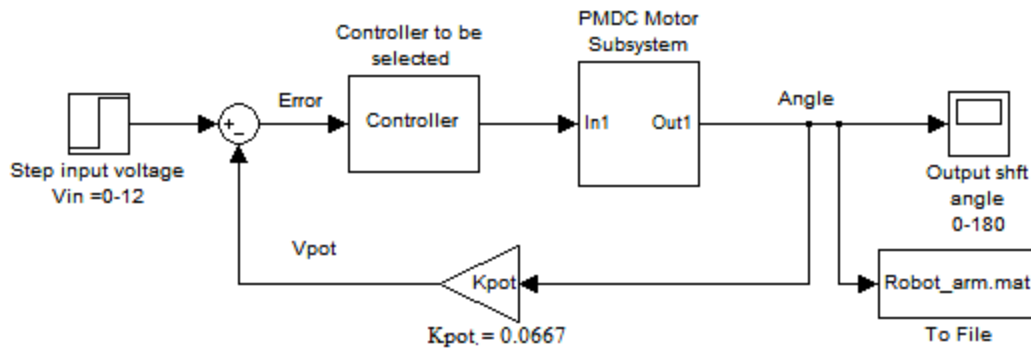 Controller to be
selected
PMDC Motor
Subsystem
Error
Controller
In1
Out1
Angle
+
−
Step input voltage
Vin =0-12
Output shft
angle
0-180
Vpot
Kpot
Kpot, = 0.0667
Robot_arm.mat
To File